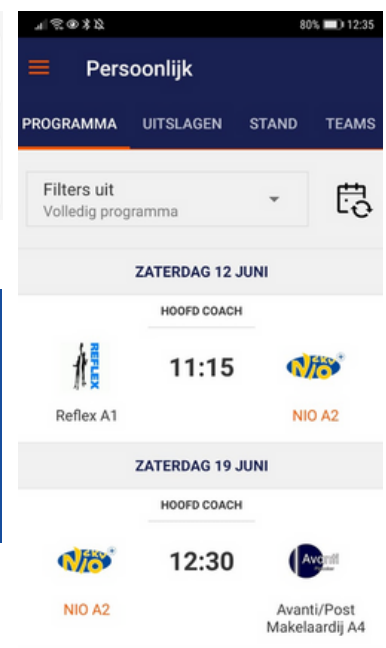 80% 12:35
Persoonlijk
PROGRAMMA UITSLAGEN STAND TEAMS
Filters uit
Volledig programma
ZATERDAG 12 JUNI
HOOFD COACH
REFLEX
11:15
ckv
NIO
Reflex A1
NIO A2
ZATERDAG 19 JUNI
HOOFD COACH
ckv
NIO
12:30
Avanti
NIO A2
Avanti/Post
Makelaardij A4